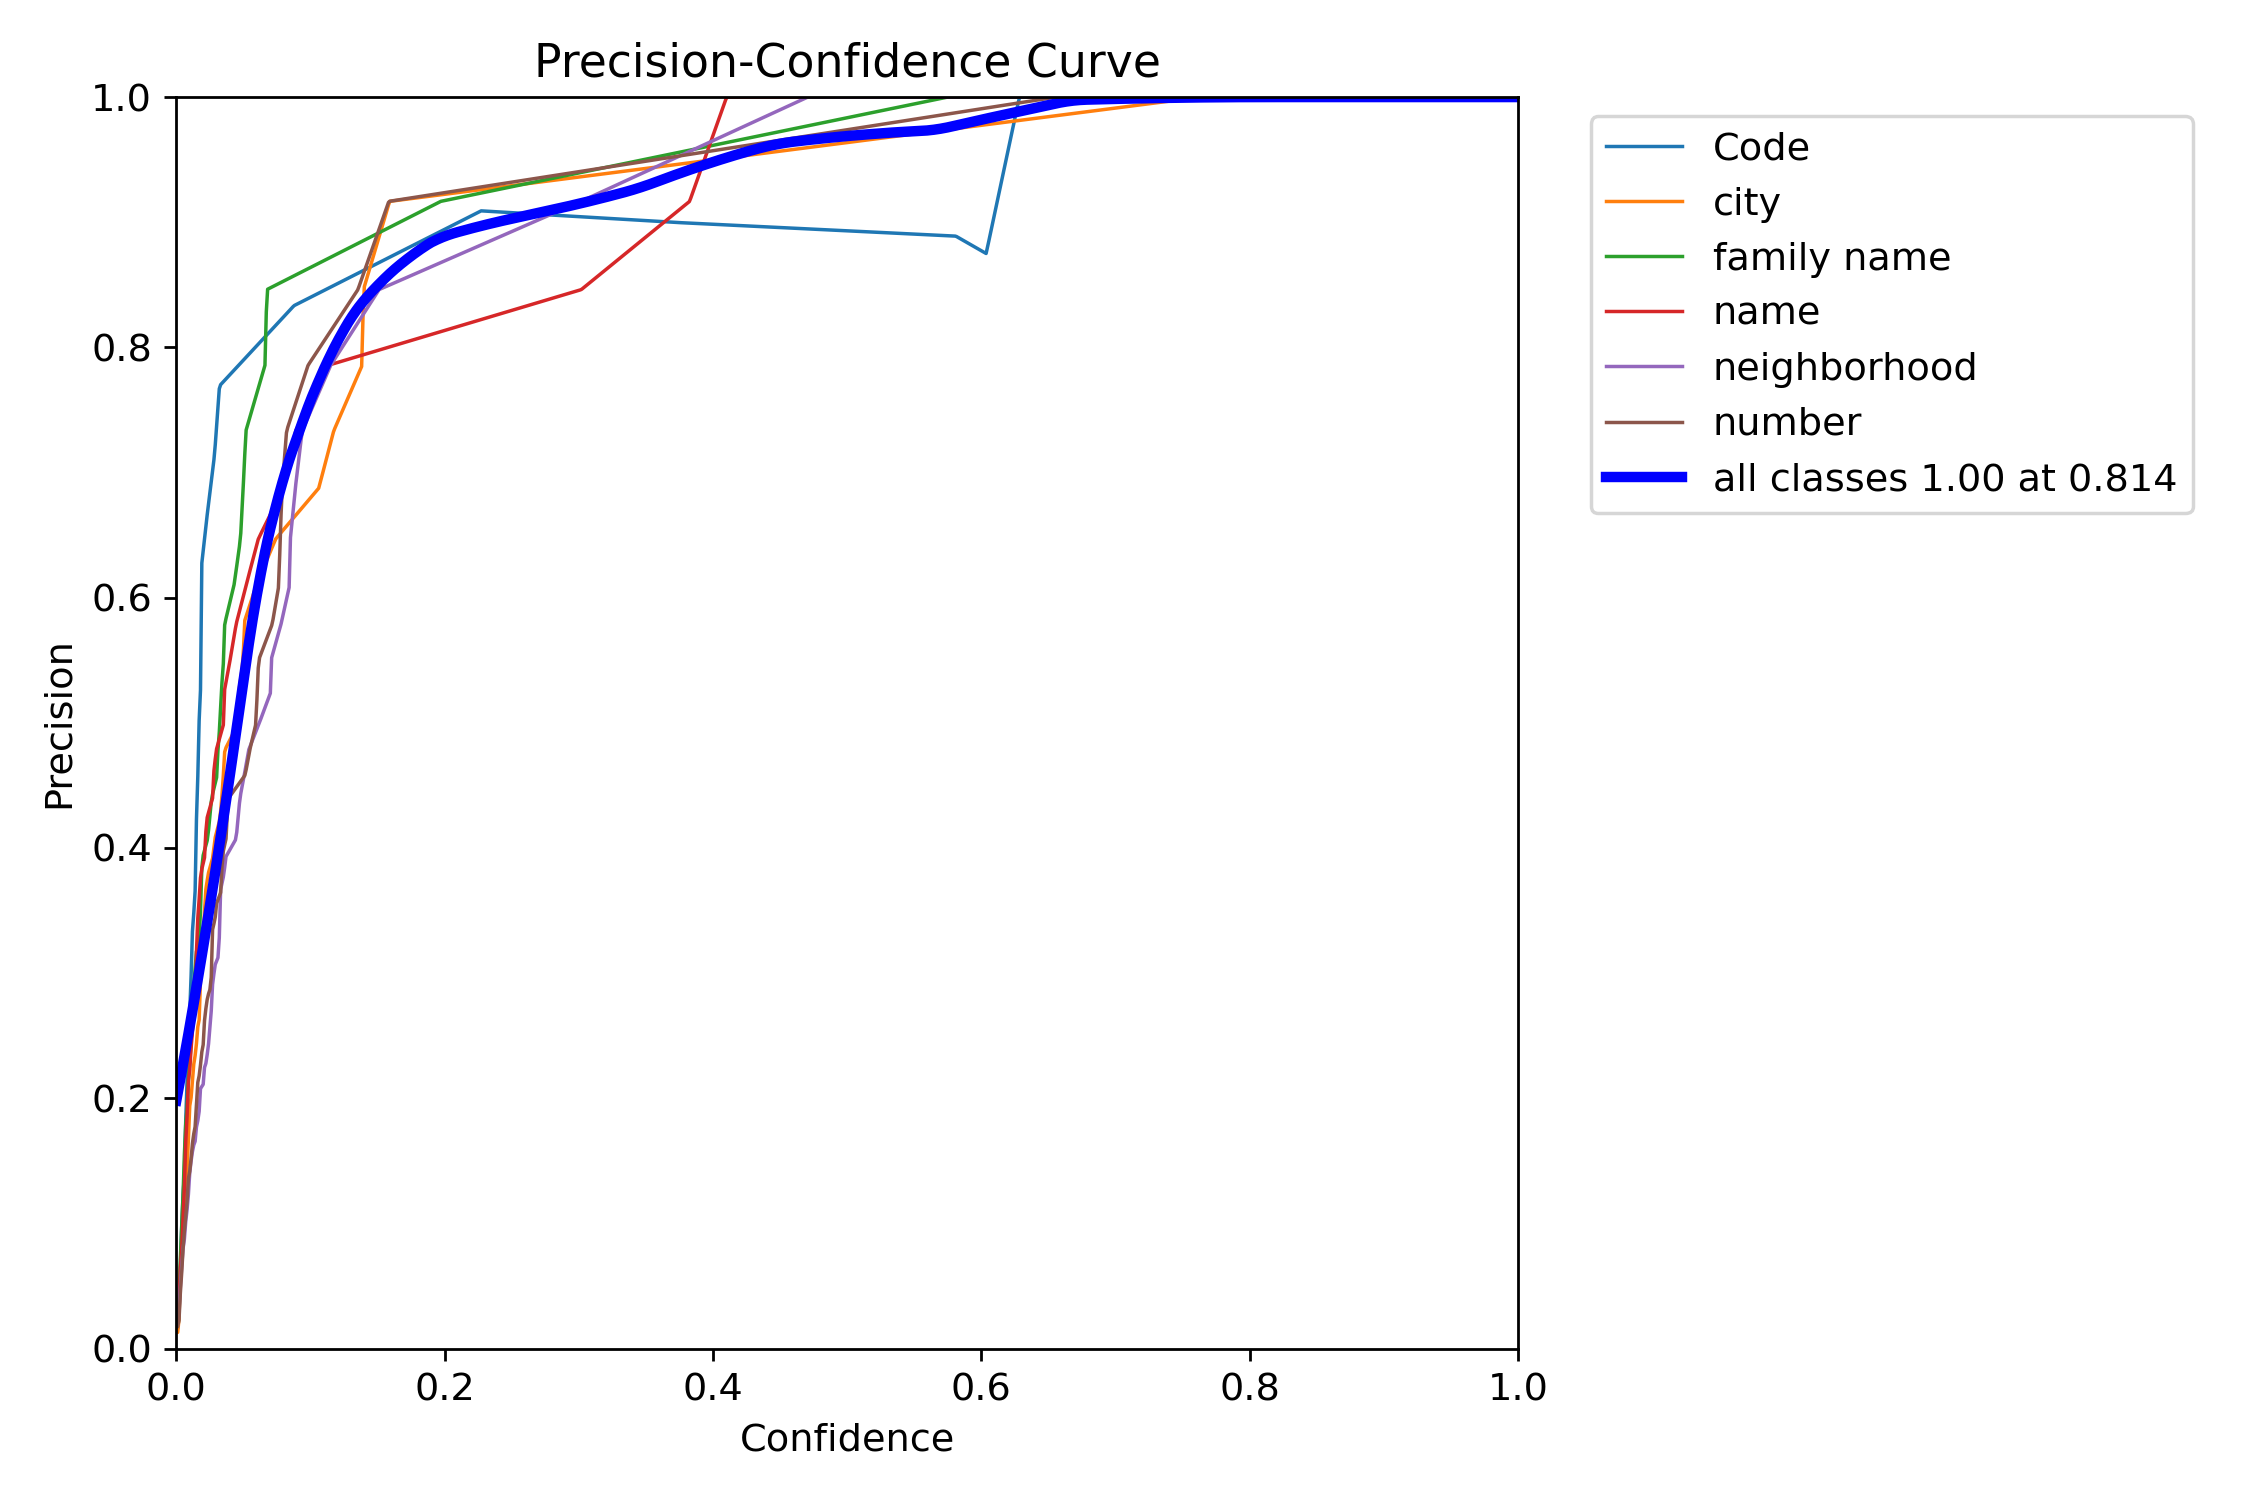 Precision-Confidence Curve
1.0
0.8
0.6
0.4
0.2
0.0
Precision
0.0 0.2 0.4 0.6 0.8 1.0
Confidence
Code
city
family name
name
neighborhood
number
all classes 1.00 at 0.814